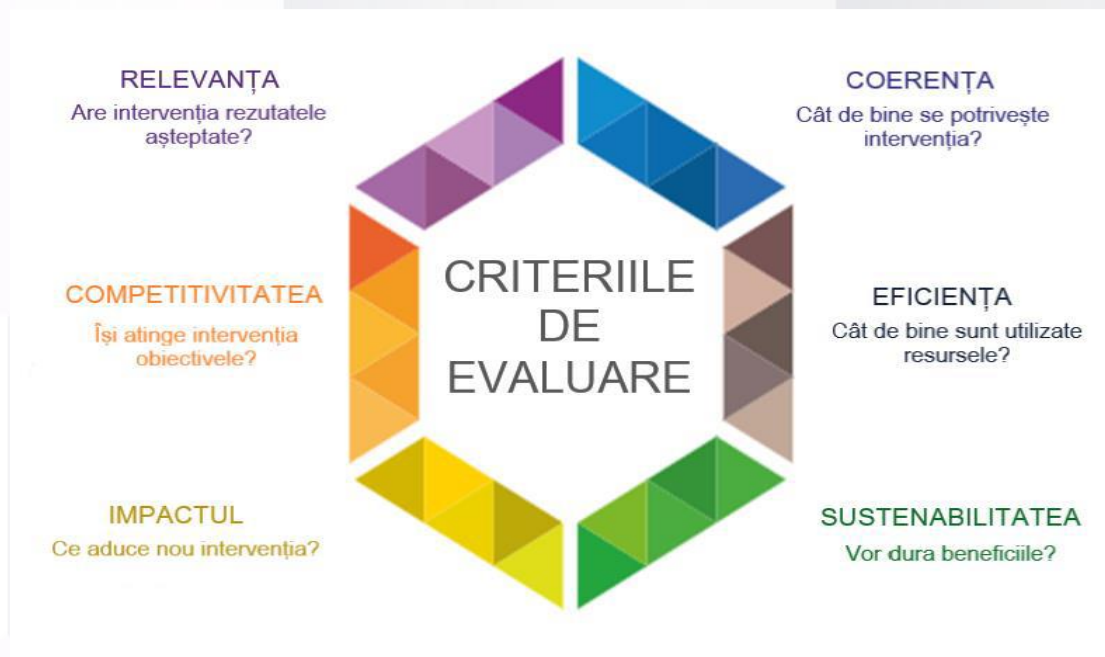 RELEVANȚA
Are intervenția rezutatele
așteptate?
COERENȚA
Cât de bine se potrivește
intervenția?
CRITERIILE
DE
EVALUARE
COMPETITIVITATEA
Își atinge intervenția
obiectivele?
EFICIENȚA
Cât de bine sunt utilizate
resursele?
IMPACTUL
Ce aduce nou intervenția?
SUSTENABILITATEA
Vor dura beneficiile?